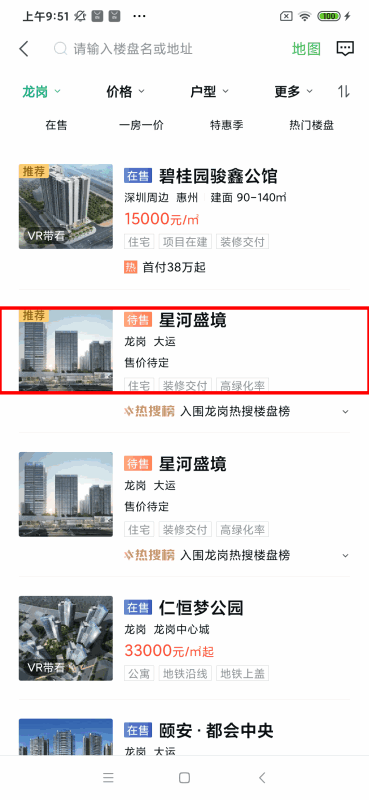 上午9:51 ···
100
请输入楼盘名或地址
地图
龙岗 价格 户型 更多
在售 一房一价 特惠季 热门楼盘
推荐
VR带看
在售 碧桂园骏鑫公馆
深圳周边 惠州 建面 90-140㎡
15000元/㎡
住宅 项目在建 装修交付
热 首付38万起
推荐
待售 星河盛境
龙岗 大运
售价待定
住宅 装修交付 高绿化率
热搜榜 入围龙岗热搜楼盘榜
待售 星河盛境
龙岗 大运
售价待定
住宅 装修交付 高绿化率
热搜榜 入围龙岗热搜楼盘榜
VR带看
在售 仁恒梦公园
龙岗 龙岗中心城
33000元/㎡起
公寓 地铁沿线 地铁上盖
在售 颐安·都会中央
龙岗 大运